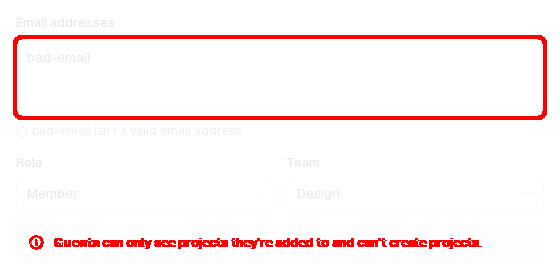 Email addresses
bad-email
bad-email isn't a valid email address
Role
Team
Member
Design
Guests can only see projects they're added to and can't create projects.